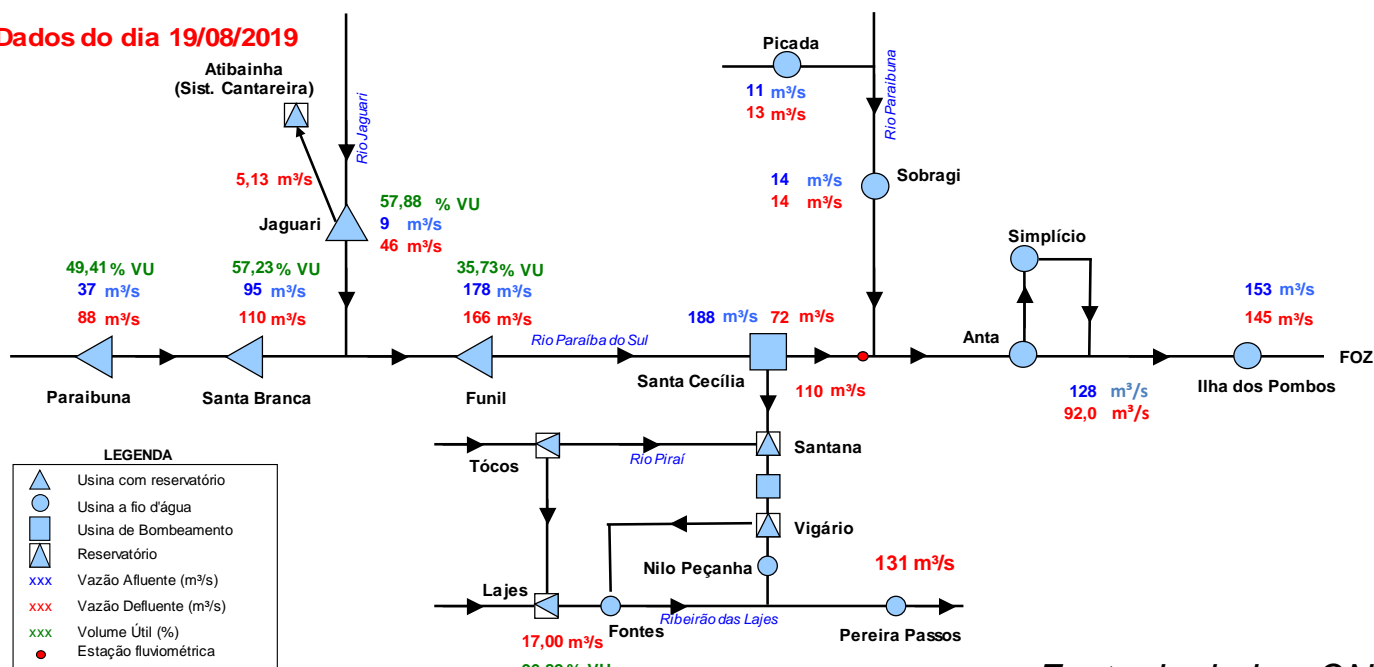 Dados do dia 19/08/2019
Atibainha
(Sist. Cantareira)
Rio Jaguari
5,13 m³/s
Jaguari
57,88 % VU
9 m³/s
46 m³/s
Picada
11 m³/s
13 m³/s
Rio Paraibuna
14 m³/s
14 m³/s
Sobragi
Simplício
49,41 % VU
37 m³/s
88 m³/s
57,23 % VU
95 m³/s
110 m³/s
35,73 % VU
178 m³/s
166 m³/s
Rio Paraíba do Sul
188 m³/s 72 m³/s
Anta
153 m³/s
145 m³/s
FOZ
Paraibuna
Santa Branca
Funil
Santa Cecília
110 m³/s
128 m³/s
92,0 m³/s
Ilha dos Pombos
Tócos
Rio Piraí
Santana
Vigário
Nilo Peçanha
131 m³/s
Lajes
17,00 m³/s
Fontes
Ribeirão das Lajes
Pereira Passos
LEGENDA
Usina com reservatório
Usina a fio d'água
Usina de Bombeamento
Reservatório
xxx Vazão Afluente (m³/s)
xxx Vazão Defluente (m³/s)
xxx Volume Útil (%)
Estação fluviométrica
% VU